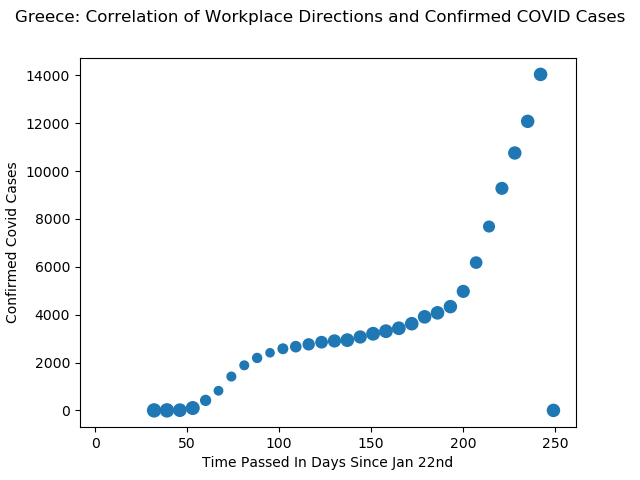 Greece: Correlation of Workplace Directions and Confirmed COVID Cases
14000
12000
10000
8000
6000
4000
2000
0
Confirmed Covid Cases
0 50 100 150 200 250
Time Passed In Days Since Jan 22nd